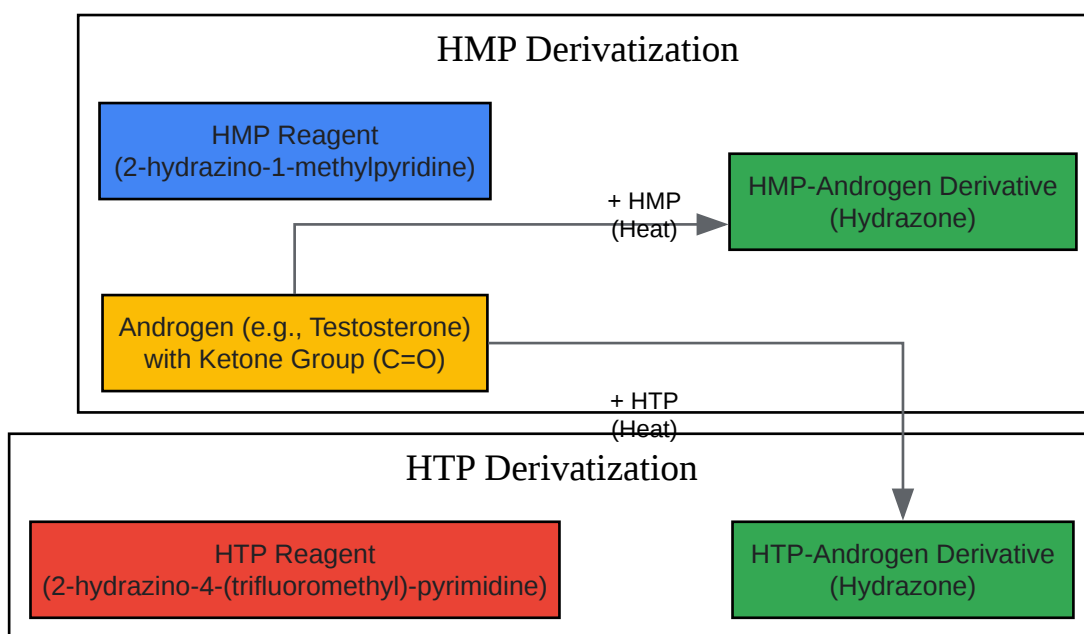 HMP Derivatization
HMP Reagent
(2-hydrazino-1-methylpyridine)
+ HMP
(Heat)
HMP-Androgen Derivative
(Hydrazone)
Androgen (e.g., Testosterone)
with Ketone Group (C=O)
+ HTP
(Heat)
HTP Derivatization
HTP Reagent
(2-hydrazino-4-(trifluoromethyl)-pyrimidine)
HTP-Androgen Derivative
(Hydrazone)